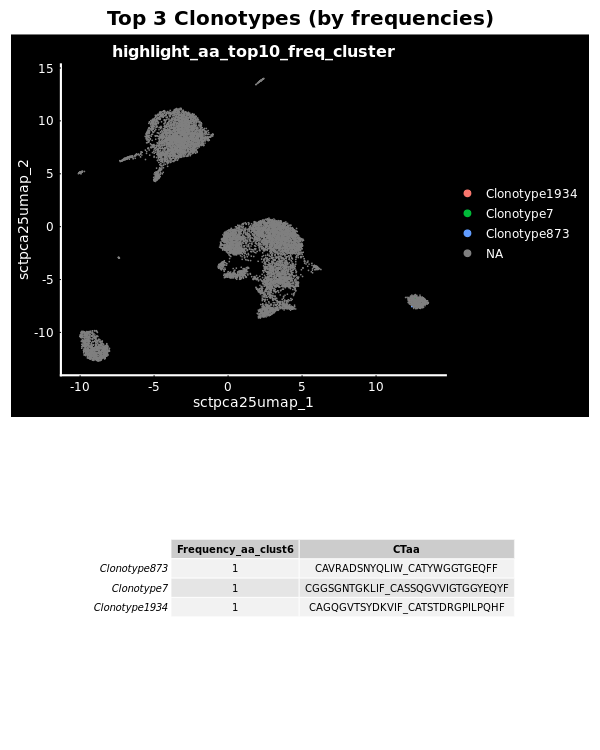 Top 3 Clonotypes (by frequencies)
highlight_aa_top10_freq_cluster
15
10
5
0
-5
-10
sctpca25umap_2
-10 -5 0 5 10
sctpca25umap_1
Clonotype1934
Clonotype7
Clonotype873
NA
Frequency_aa_clust6 CTaa
Clonotype873 1 CAVRADSNYQLIW_CATYWGGTGEQFF
Clonotype7 1 CGGSGNTGKLIF_CASSQGVVIGTGGYEQYF
Clonotype1934 1 CAGQGVTSYDKVIF_CATSTDRGPILPQHF